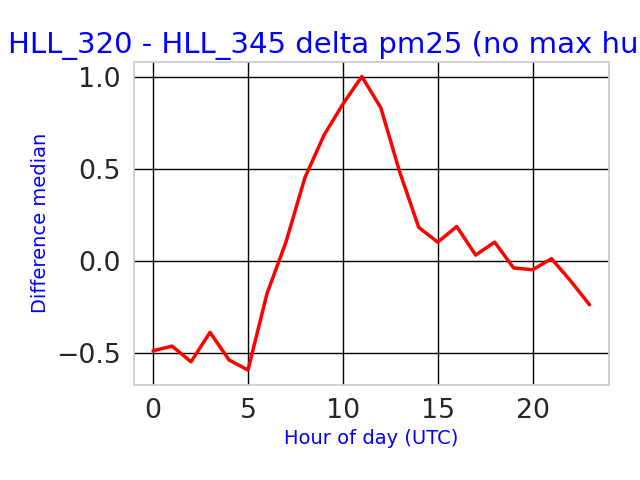 HLL_320 - HLL_345 delta pm25 (no max hu
1.0
0.5
0.0
−0.5
Difference median
0 5 10 15 20
Hour of day (UTC)